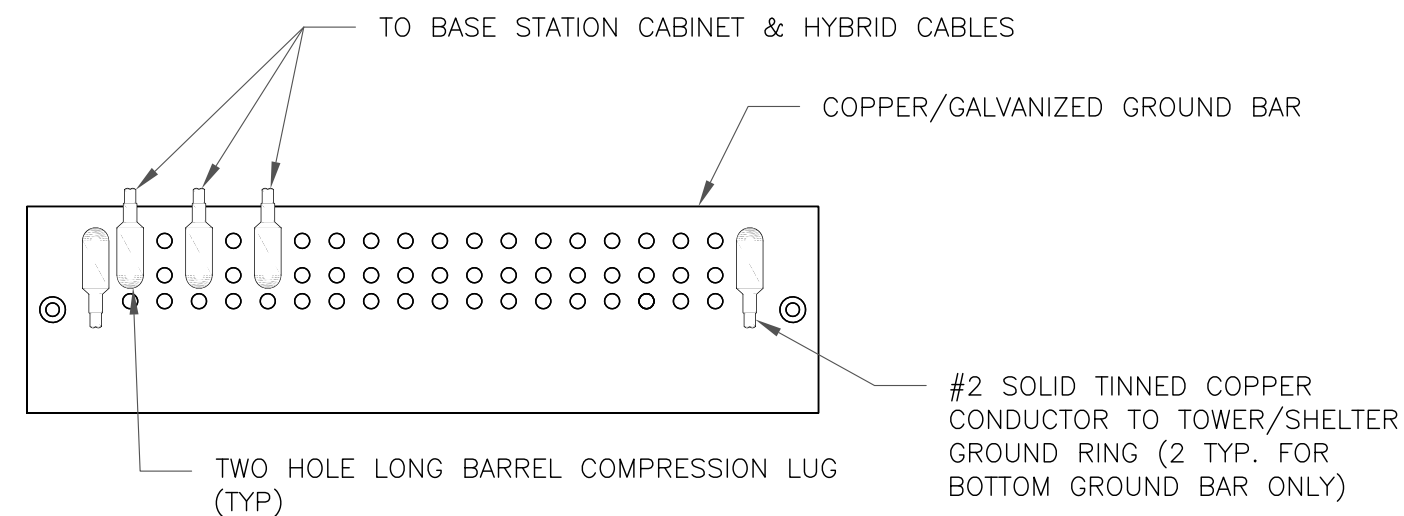 TO BASE STATION CABINET & HYBRID CABLES
COPPER/GALVANIZED GROUND BAR
#2 SOLID TINNED COPPER
CONDUCTOR TO TOWER/SHELTER
GROUND RING (2 TYP. FOR
BOTTOM GROUND BAR ONLY)
TWO HOLE LONG BARREL COMPRESSION LUG
(TYP)